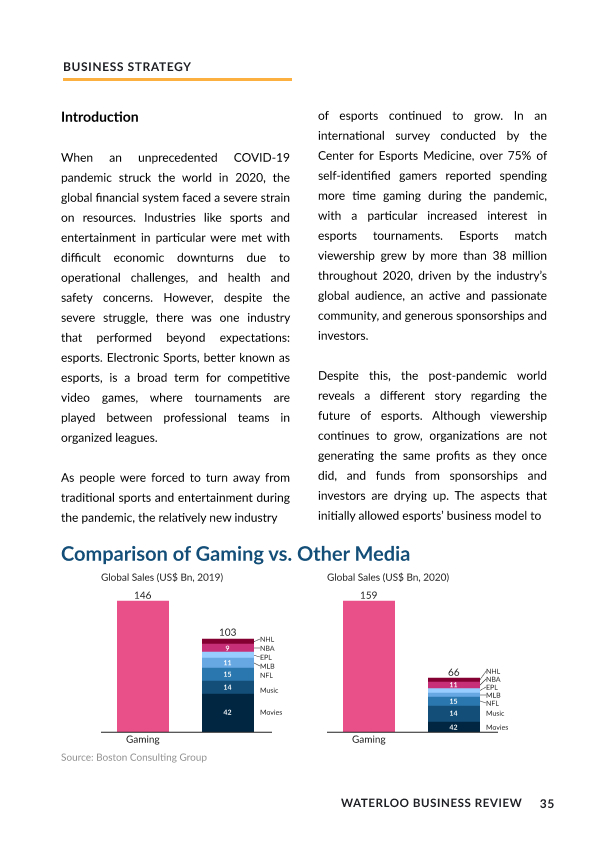 BUSINESS STRATEGY
Introduction
When an unprecedented COVID-19
pandemic struck the world in 2020, the
global financial system faced a severe strain
on resources. Industries like sports and
entertainment in particular were met with
difficult economic downturns due to
operational challenges, and health and
safety concerns. However, despite the
severe struggle, there was one industry
that performed beyond expectations:
esports. Electronic Sports, better known as
esports, is a broad term for competitive
video games, where tournaments are
played between professional teams in
organized leagues.
As people were forced to turn away from
traditional sports and entertainment during
the pandemic, the relatively new industry
of esports continued to grow. In an
international survey conducted by the
Center for Esports Medicine, over 75% of
self-identified gamers reported spending
more time gaming during the pandemic,
with a particular increased interest in
esports tournaments. Esports match
viewership grew by more than 38 million
throughout 2020, driven by the industry's
global audience, an active and passionate
community, and generous sponsorships and
investors.
Despite this, the post-pandemic world
reveals a different story regarding the
future of esports. Although viewership
continues to grow, organizations are not
generating the same profits as they once
did, and funds from sponsorships and
investors are drying up. The aspects that
initially allowed esports' business model to
Comparison of Gaming vs. Other Media
Global Sales (US$ Bn, 2019)
146
103
NHL
9 NBA
EPL
11 MLB
15 NFL
14 Music
42 Movies
Gaming
Global Sales (US$ Bn, 2020)
159
66
NHL
NBA
11 EPL
MLB
15 NFL
14 Music
42 Movies
Gaming
Source: Boston Consulting Group
WATERLOO BUSINESS REVIEW 35